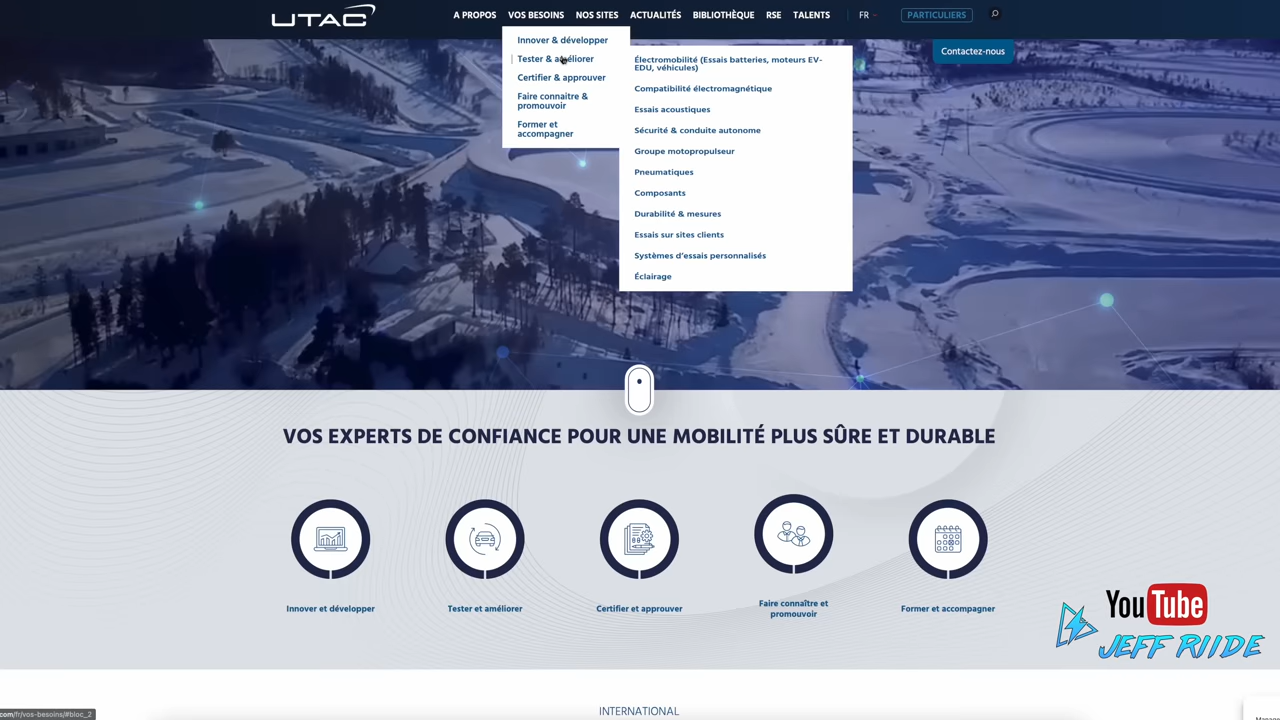 UTAC
A PROPOS VOS BESOINS NOS SITES ACTUALITÉS BIBLIOTHÈQUE RSE TALENTS FR PARTICULIERS
Contactez-nous
Innover & développer
Tester & améliorer
Certifier & approuver
Faire connaitre &
promouvoir
Former et
accompagner
Électromobilité (Essais batteries, moteurs EV-
EDU, véhicules)
Compatibilité électromagnétique
Essais acoustiques
Sécurité & conduite autonome
Groupe motopropulseur
Pneumatiques
Composants
Durabilité & mesures
Essais sur sites clients
Systèmes d'essais personnalisés
Éclairage
VOS EXPERTS DE CONFIANCE POUR UNE MOBILITÉ PLUS SÛRE ET DURABLE
Innover et développer
Tester et améliorer
Certifier et approuver
Faire connaître et
promouvoir
Former et accompagner
YouTube
JEFF RIIDE
INTERNATIONAL
com/fr/vos-besoins/#bloc_2